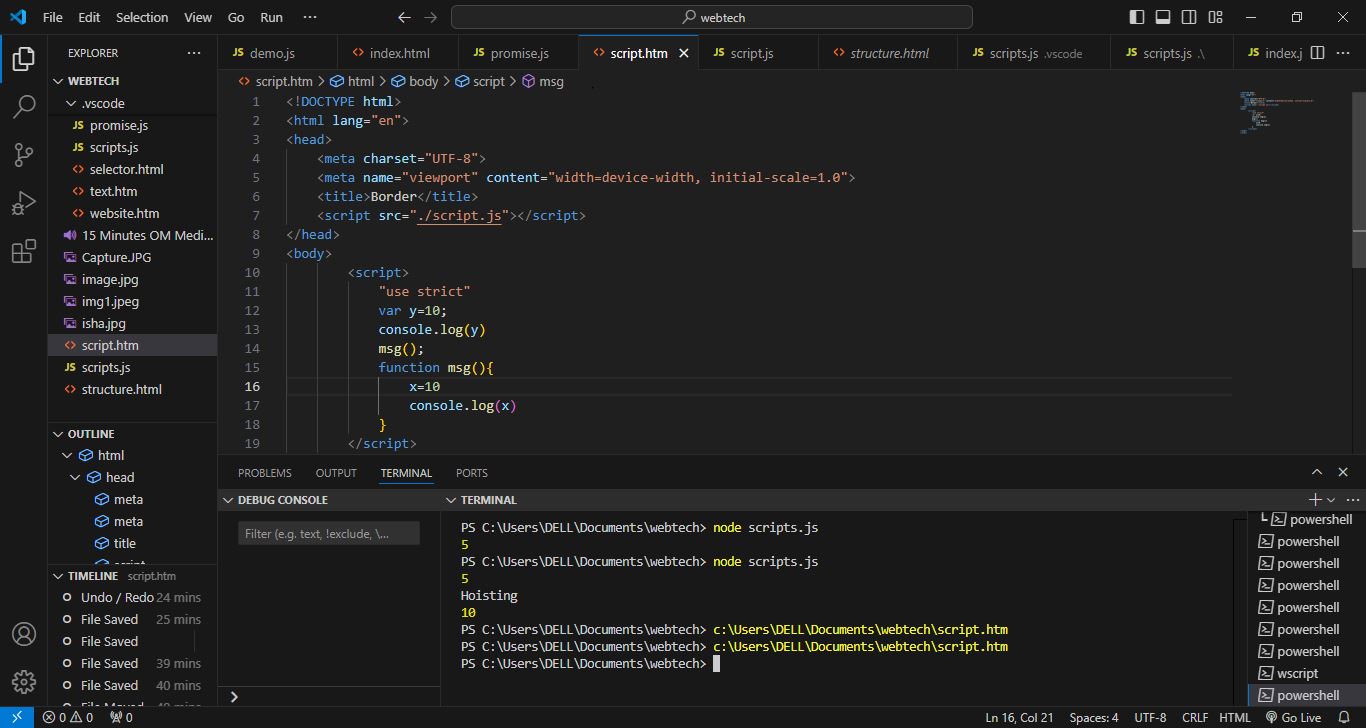 File Edit Selection View Go Run ··· webtech
EXPLORER ···
WEBTECH
.vscode
JS promise.js
JS scripts.js
<> selector.html
<> text.htm
<> website.htm
15 Minutes OM Medi...
Capture.JPG
image.jpg
img1.jpeg
isha.jpg
<> script.htm
JS scripts.js
<> structure.html
OUTLINE
html
head
meta
meta
title
script
TIMELINE script.htm
Undo / Redo 24 mins
File Saved 25 mins
File Saved
File Saved 39 mins
File Saved 40 mins
JS demo.js <> index.html JS promise.js <> script.htm JS script.js <> structure.html JS scripts.js .vscode JS scripts.js .\ JS index.j ···
<> script.htm > html > body > script > msg
1 <!DOCTYPE html>
2 <html lang="en">
3 <head>
4 <meta charset="UTF-8">
5 <meta name="viewport" content="width=device-width, initial-scale=1.0">
6 <title>Border</title>
7 <script src="./script.js"></script>
8 </head>
9 <body>
10 <script>
11 "use strict"
12 var y=10;
13 console.log(y)
14 msg();
15 function msg(){
16 x=10
17 console.log(x)
18 }
19 </script>
PROBLEMS OUTPUT TERMINAL PORTS
DEBUG CONSOLE
Filter (e.g. text, !exclude, \...
>
TERMINAL
PS C:\Users\DELL\Documents\webtech> node scripts.js
5
PS C:\Users\DELL\Documents\webtech> node scripts.js
5
Hoisting
10
PS C:\Users\DELL\Documents\webtech> c:\Users\DELL\Documents\webtech\script.htm
PS C:\Users\DELL\Documents\webtech> c:\Users\DELL\Documents\webtech\script.htm
PS C:\Users\DELL\Documents\webtech>
powershell
powershell
powershell
powershell
powershell
powershell
powershell
wscript
powershell
0 0 0 Ln 16, Col 21 Spaces: 4 UTF-8 CRLF HTML Go Live